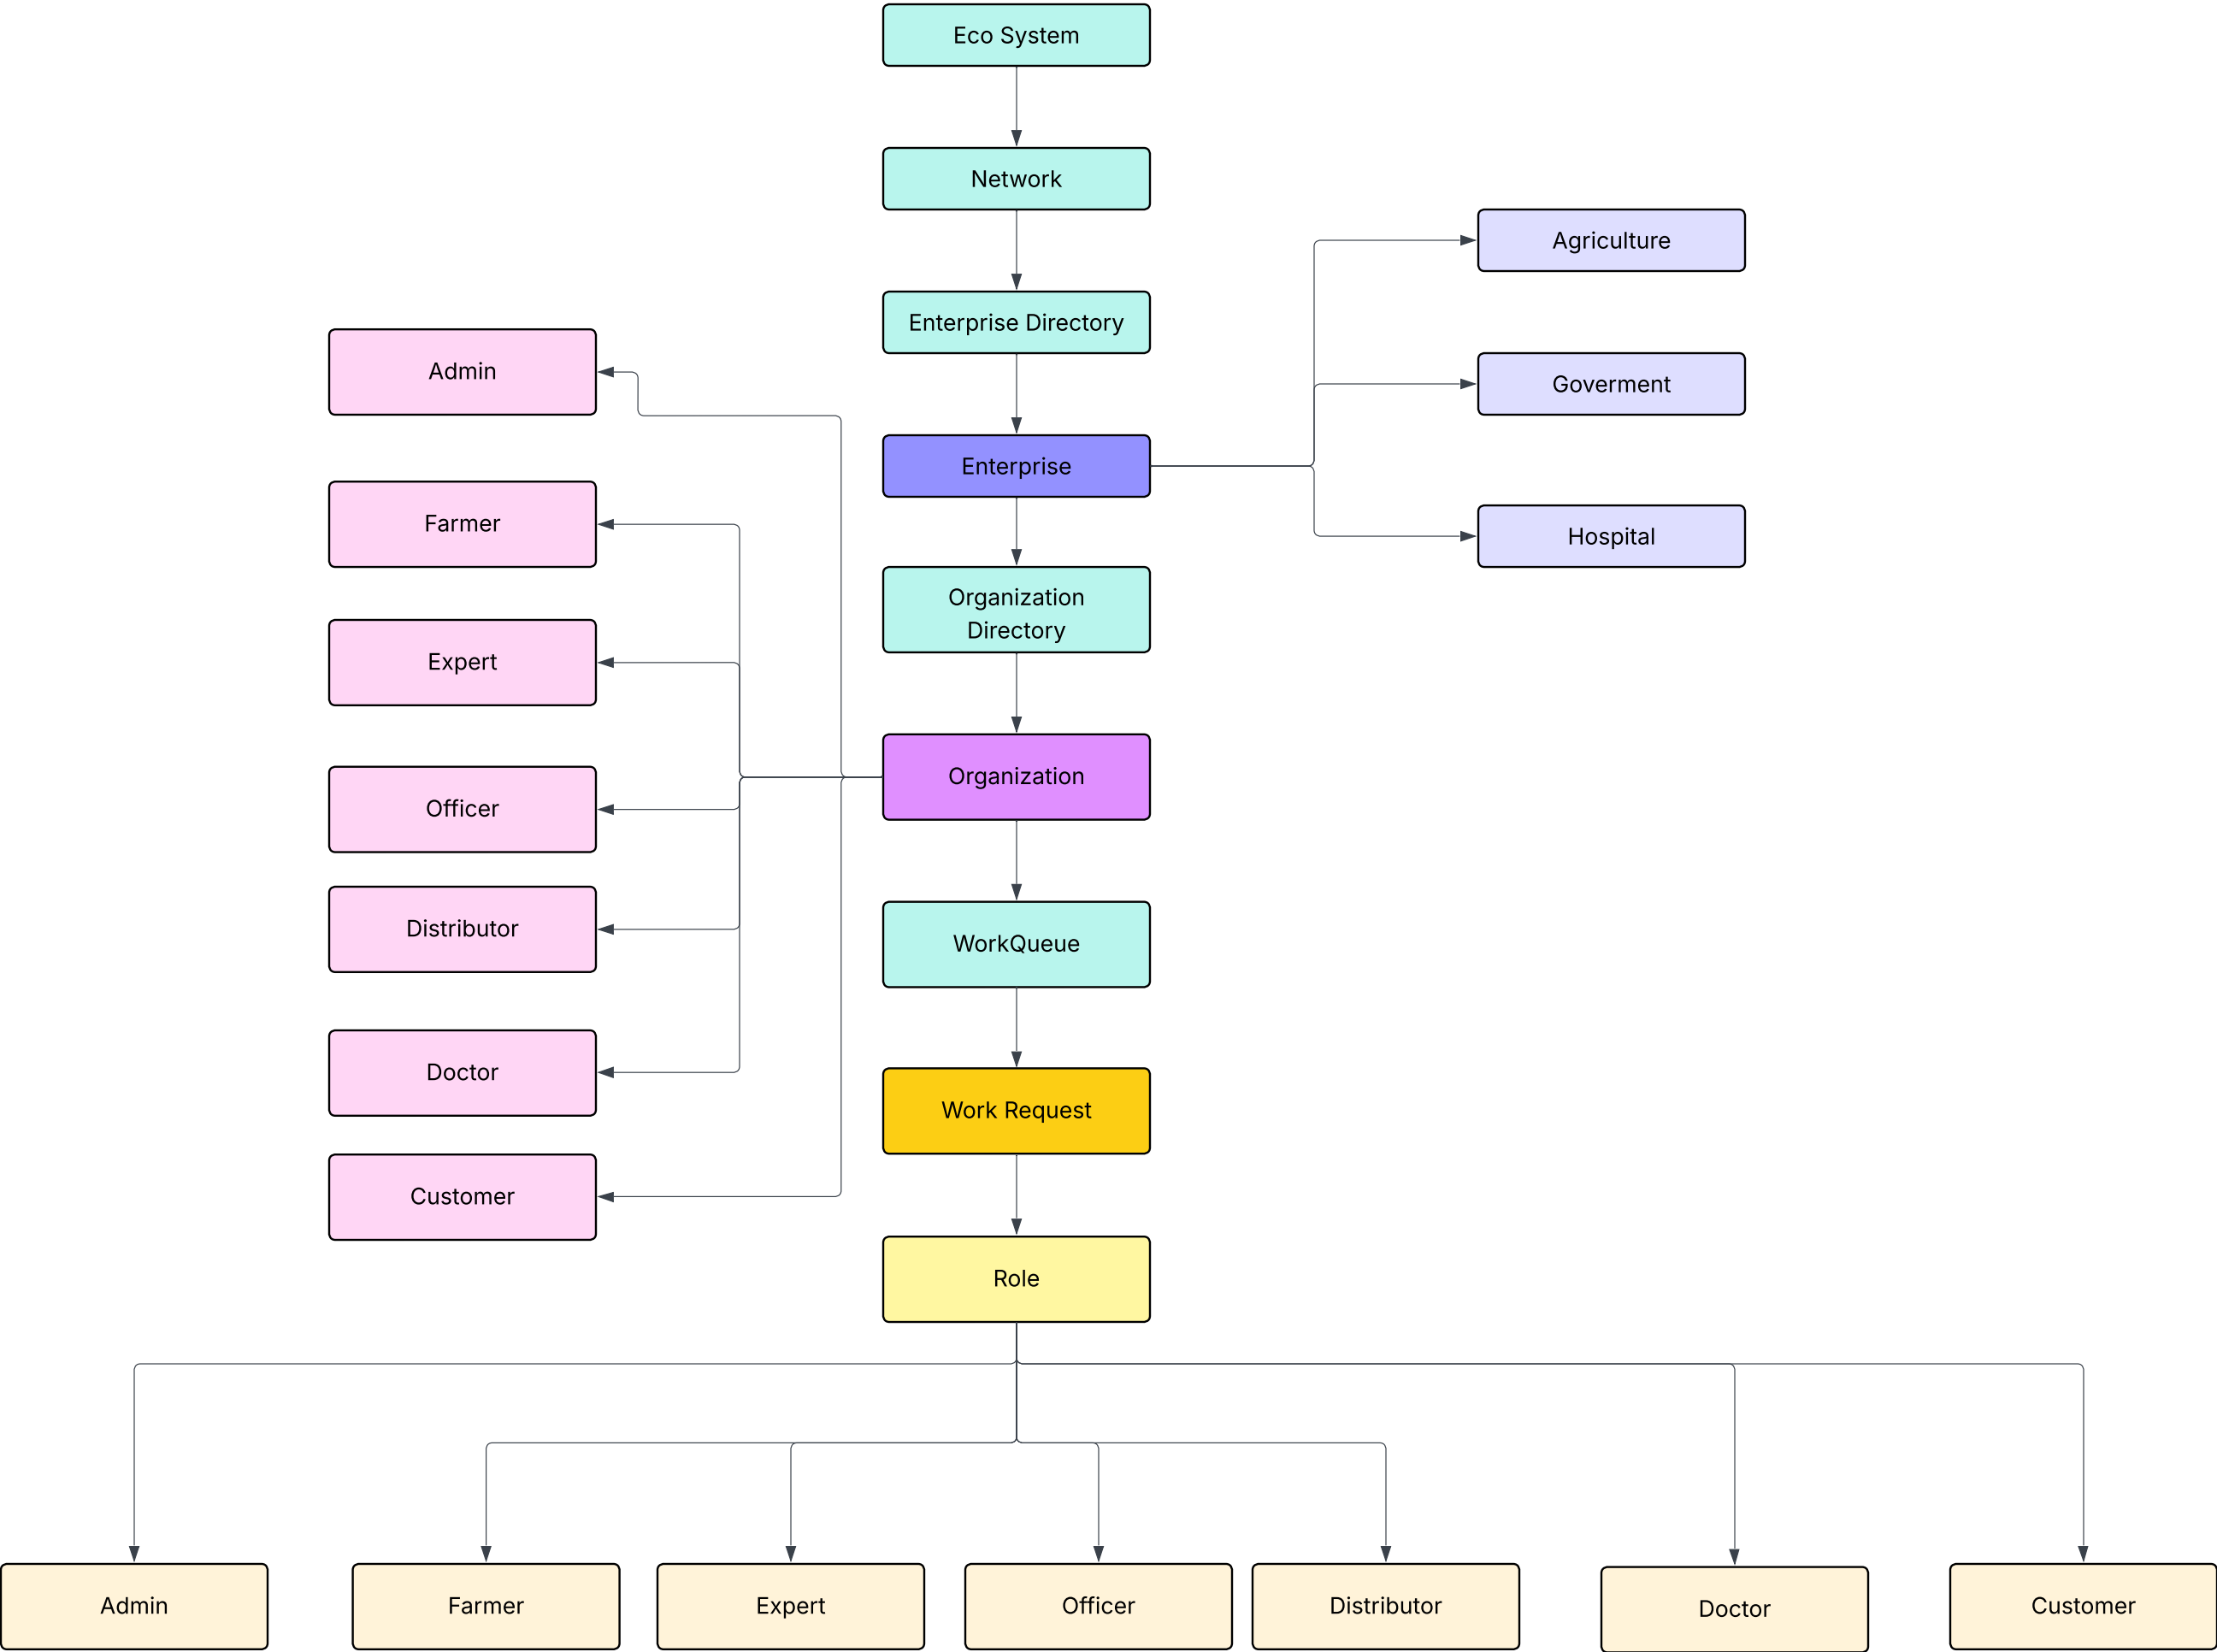 Eco System
Network
Agriculture
Enterprise Directory
Admin
Goverment
Enterprise
Farmer
Hospital
Organization
Directory
Expert
Organization
Officer
Distributor
WorkQueue
Doctor
Work Request
Customer
Role
Admin
Farmer
Expert
Officer
Distributor
Doctor
Customer